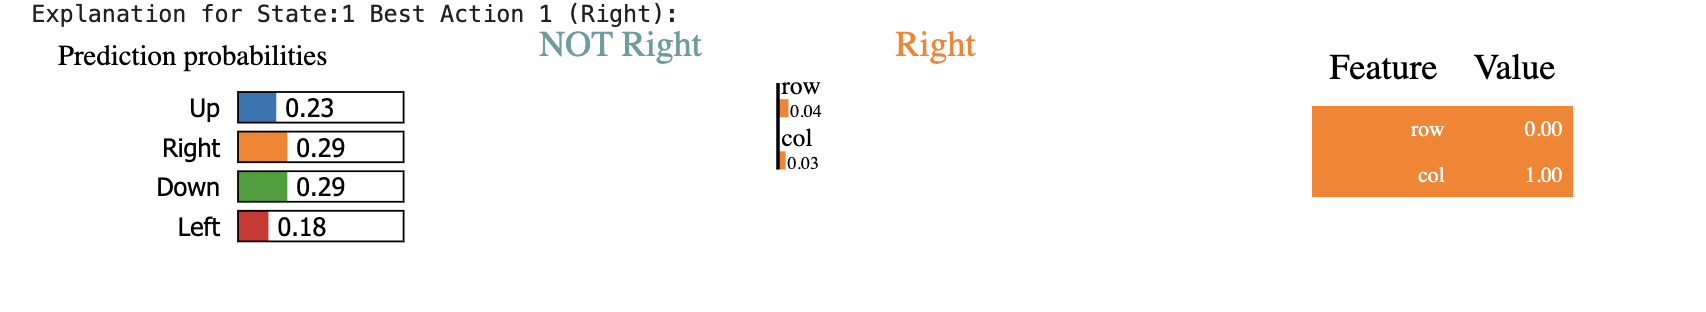 Explanation for State:1 Best Action 1 (Right):
Prediction probabilities
Up 0.23
Right 0.29
Down 0.29
Left 0.18
NOT Right
Right
row
0.04
col
0.03
Feature Value
row 0.00
col 1.00